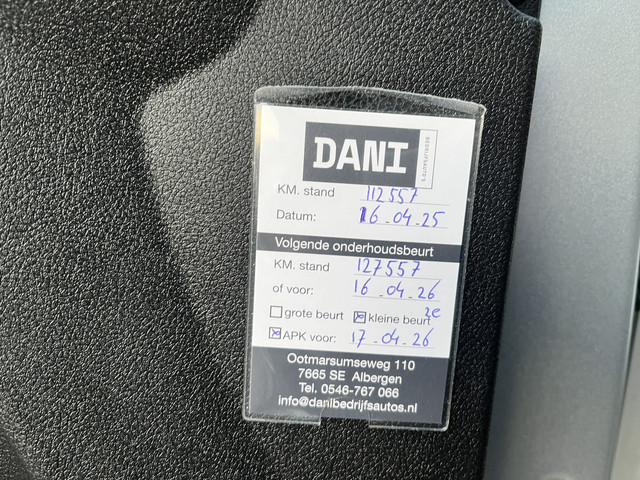 DANI
BEDRIJFSAUTO'S
KM. stand 112557
Datum: 16-04-25
Volgende onderhoudsbeurt
KM. stand 127557
of voor: 16-04-26
grote beurt kleine beurt 2e
APK voor: 17-04-26
Ootmarsumseweg 110
7665 SE Albergen
Tel. 0546-767 066
info@danibedrijfsautos.nl